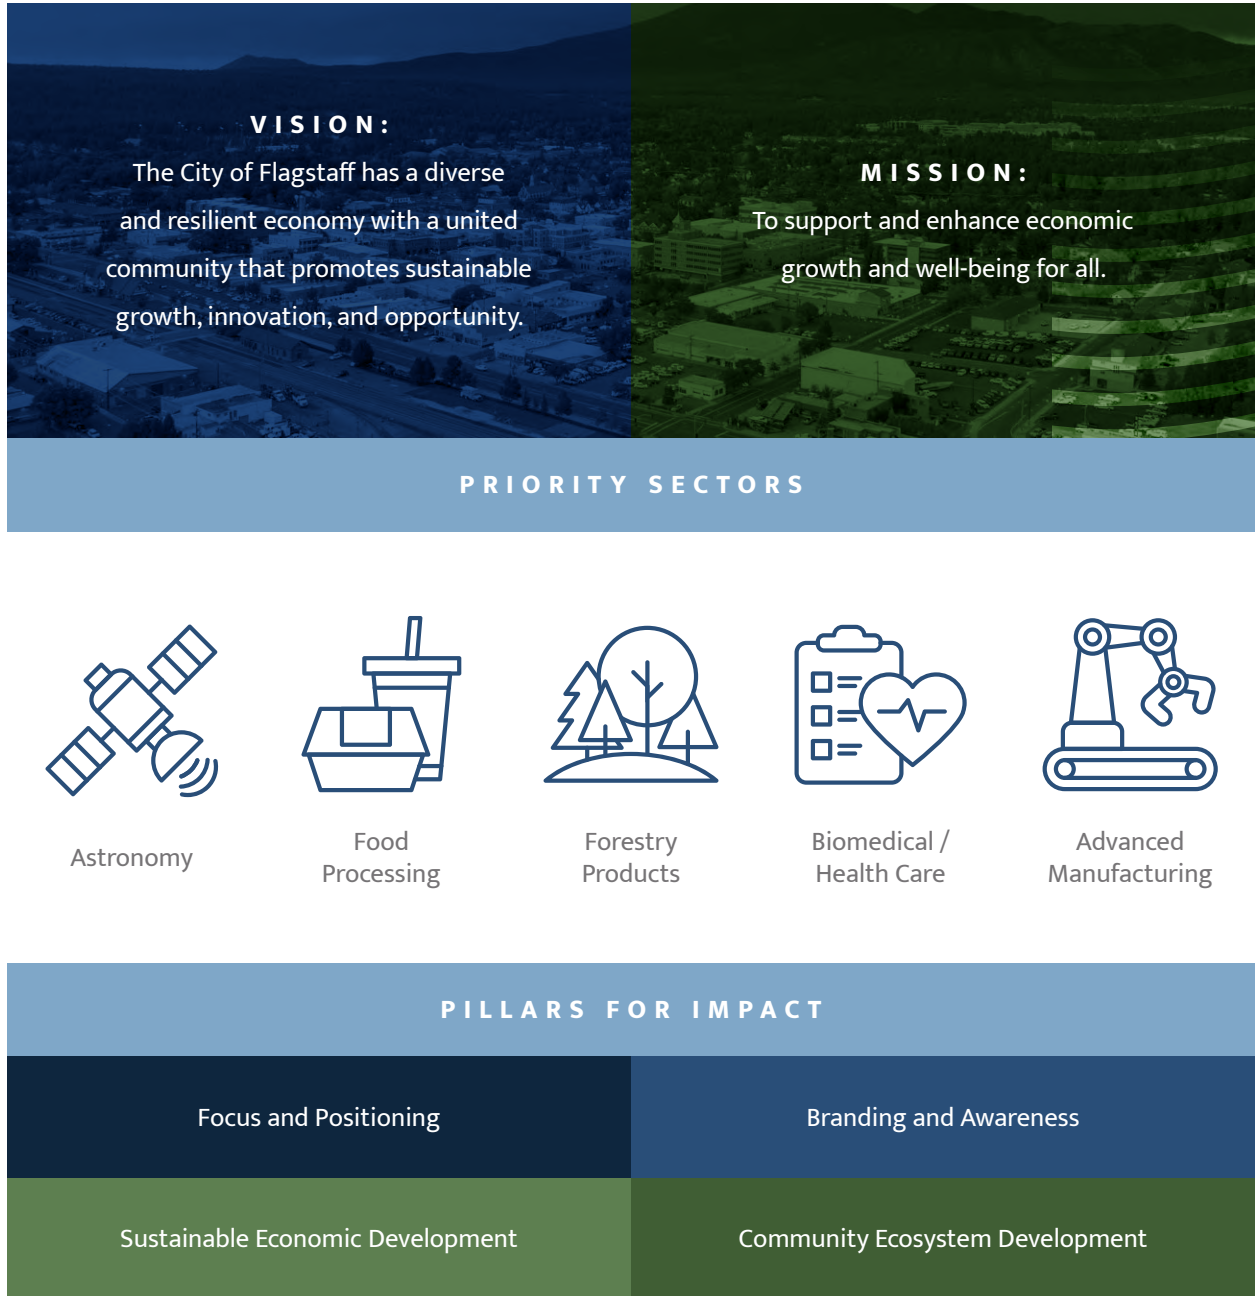 VISION:
The City of Flagstaff has a diverse
and resilient economy with a united
community that promotes sustainable
growth, innovation, and opportunity.
MISSION:
To support and enhance economic
growth and well-being for all.
PRIORITY SECTORS
Astronomy
Food
Processing
Forestry
Products
Biomedical /
Health Care
Advanced
Manufacturing
PILLARS FOR IMPACT
Focus and Positioning
Branding and Awareness
Sustainable Economic Development
Community Ecosystem Development